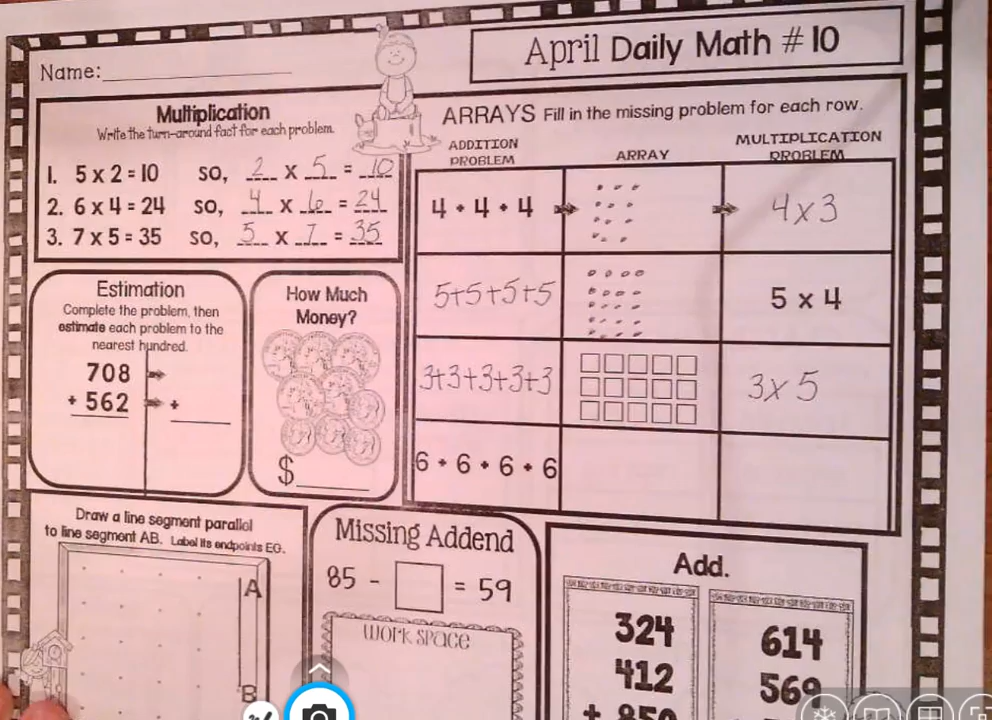 Name:
April Daily Math #10
Multiplication
Write the turn-around fact for each problem.
1. 5 x 2 = 10 so, 2 x 5 = 10
2. 6 x 4 = 24 so, 4 x 6 = 24
3. 7 x 5 = 35 so, 5 x 7 = 35
ARRAYS Fill in the missing problem for each row.
ADDITION PROBLEM ARRAY MULTIPLICATION PROBLEM
4 + 4 + 4 4 x 3
5+5+5+5 5 x 4
3+3+3+3+3 3 x 5
6 + 6 + 6 + 6
Estimation
Complete the problem, then
estimate each problem to the
nearest hundred.
708
+ 562 +
How Much
Money?
$
Draw a line segment parallel
to line segment AB. Label its endpoints EG.
A
B
Missing Addend
85 - = 59
Work Space
Add.
324
412
+ 850
614
569